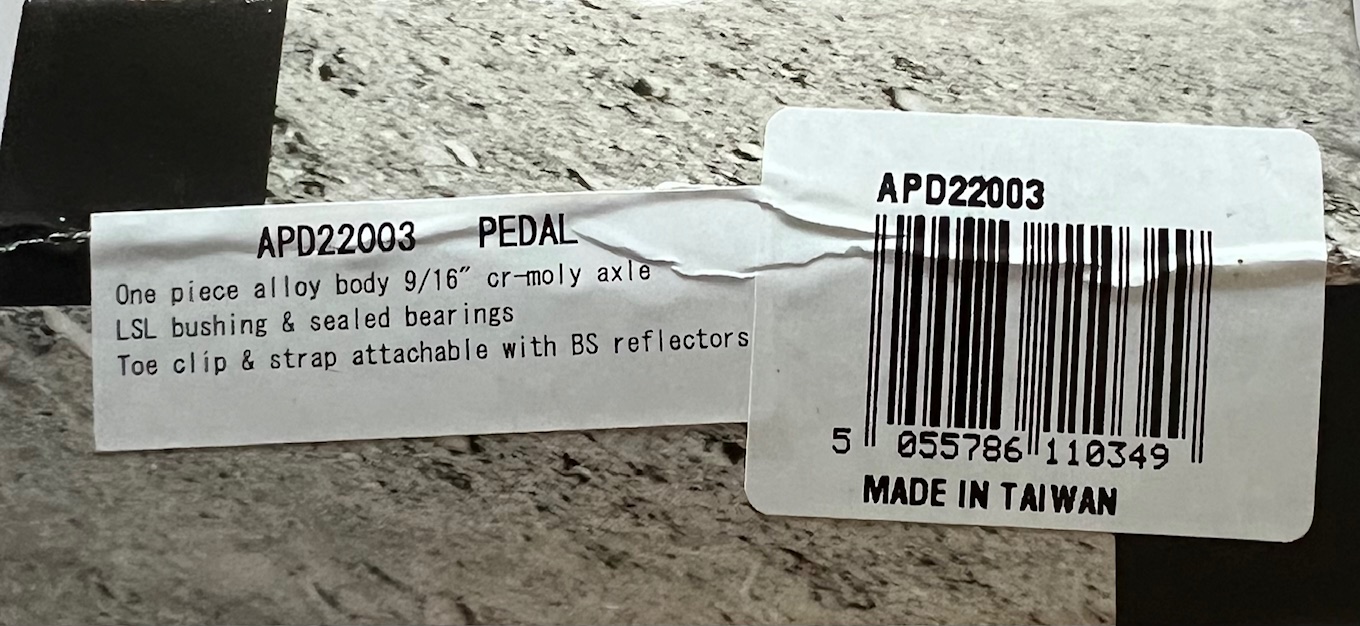 APD22003 PEDAL
One piece alloy body 9/16″ cr-moly axle
LSL bushing & sealed bearings
Toe clip & strap attachable with BS reflectors
APD22003
5 055786 110349
MADE IN TAIWAN